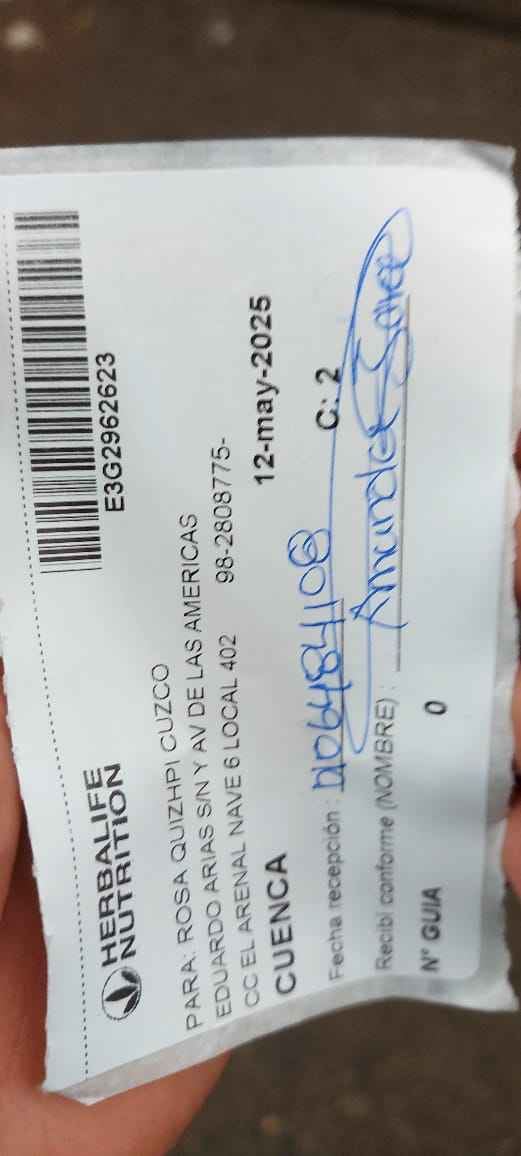 HERBALIFE
NUTRITION
E3G2962623
PARA: ROSA QUIZHPI CUZCO
EDUARDO ARIAS S/N Y AV DE LAS AMERICAS
CC EL ARENAL NAVE 6 LOCAL 402 98-2808775-
CUENCA 12-may-2025
Fecha recepción : C: 2
Recibí conforme (NOMBRE) :
N° GUIA 0